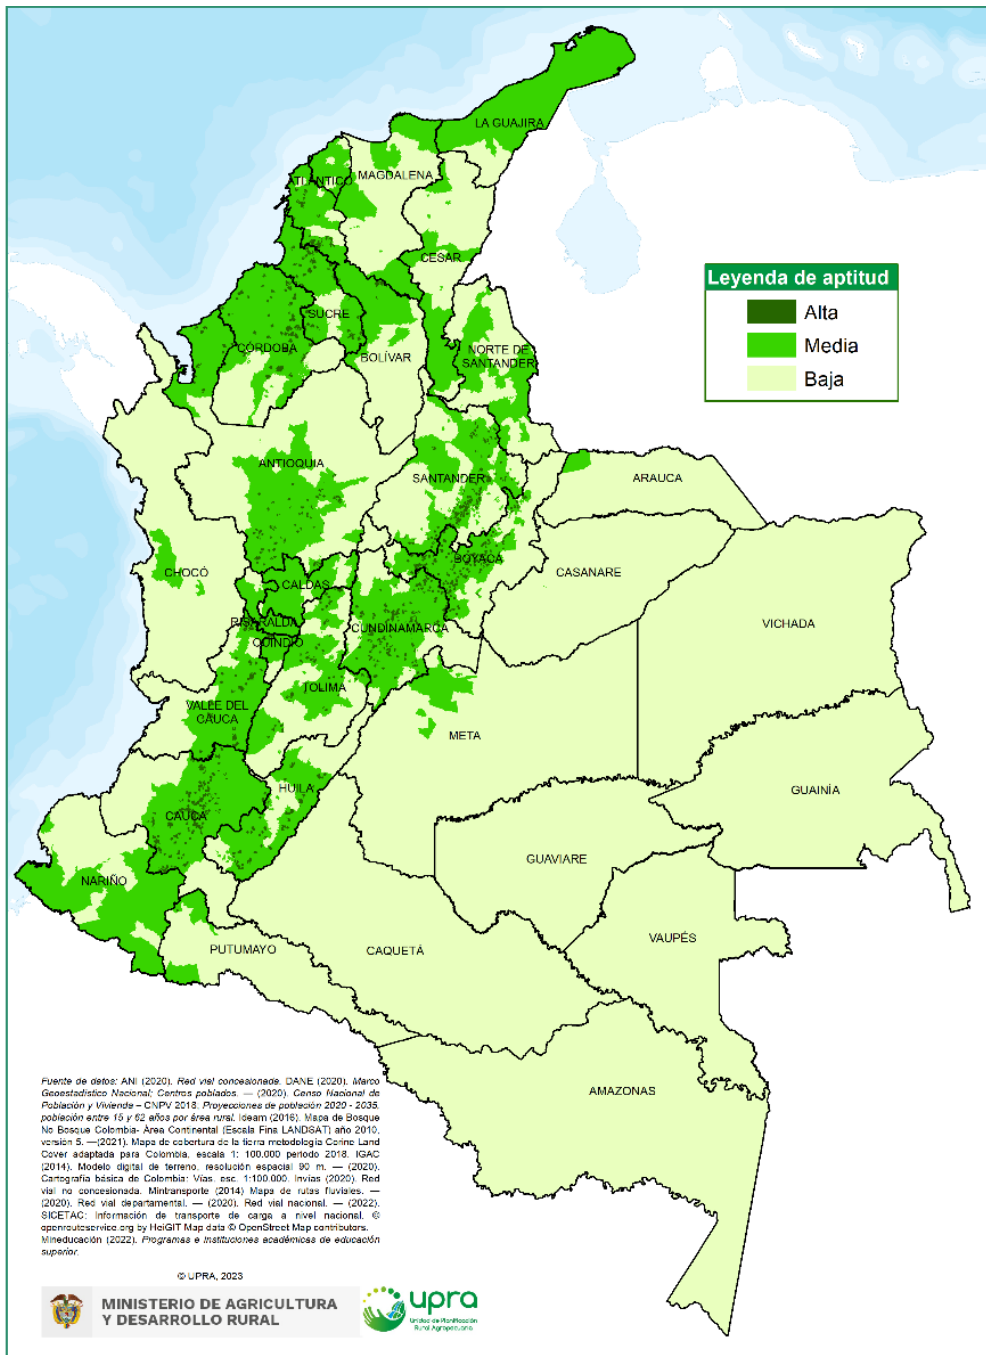 LA GUAJIRA
ATLÁNTICO
MAGDALENA
CESAR
Leyenda de aptitud
Alta
Media
Baja
SUCRE
CÓRDOBA
BOLÍVAR
NORTE DE
SANTANDER
ANTIOQUIA
SANTANDER
ARAUCA
CHOCÓ
BOYACÁ
CASANARE
CALDAS
RISARALDA
CUNDINAMARCA
VICHADA
QUINDÍO
TOLIMA
VALLE DEL
CAUCA
META
HUILA
GUAINÍA
CAUCA
GUAVIARE
NARIÑO
VAUPÉS
PUTUMAYO
CAQUETÁ
AMAZONAS
Fuente de datos: ANI (2020). Red vial concesionada. DANE (2020). Marco
Geoestadístico Nacional; Centros poblados. — (2020). Censo Nacional de
Población y Vivienda – CNPV 2018. Proyecciones de población 2020 - 2035,
población entre 15 y 62 años por área rural. Ideam (2016). Mapa de Bosque
No Bosque Colombia- Área Continental (Escala Fina LANDSAT) año 2010,
versión 5. —(2021). Mapa de cobertura de la tierra metodología Corine Land
Cover adaptada para Colombia, escala 1: 100.000 periodo 2018. IGAC
(2014). Modelo digital de terreno, resolución espacial 90 m. — (2020).
Cartografía básica de Colombia: Vías, esc. 1:100.000. Invías (2020). Red
vial no concesionada. Mintransporte (2014) Mapa de rutas fluviales. —
(2020). Red vial departamental. — (2020). Red vial nacional. — (2022).
SICETAC: Información de transporte de carga a nivel nacional. ©
openrouteservice.org by HeiGIT Map data © OpenStreet Map contributors.
Mineducación (2022). Programas e Instituciones académicas de educación
superior.
© UPRA, 2023
MINISTERIO DE AGRICULTURA
Y DESARROLLO RURAL
upra
Unidad de Planificación
Rural Agropecuaria